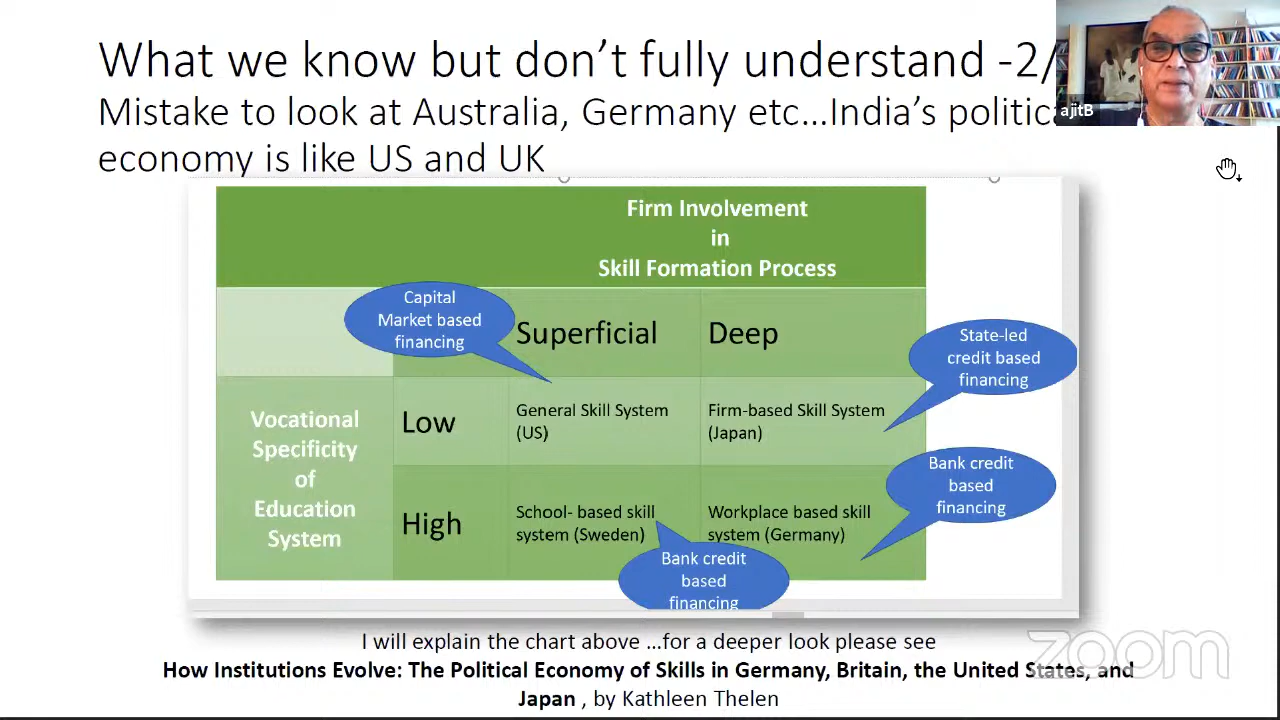 What we know but don’t fully understand -2/
Mistake to look at Australia, Germany etc...India’s politica
economy is like US and UK
ajitB
Firm Involvement
in
Skill Formation Process
Capital
Market based
financing
Superficial
Deep
State-led
credit based
financing
Vocational
Specificity
of
Education
System
Low
General Skill System
(US)
Firm-based Skill System
(Japan)
Bank credit
based
financing
High
School- based skill
system (Sweden)
Workplace based skill
system (Germany)
Bank credit
based
financing
I will explain the chart above ...for a deeper look please see
How Institutions Evolve: The Political Economy of Skills in Germany, Britain, the United States, and
Japan , by Kathleen Thelen
zoom